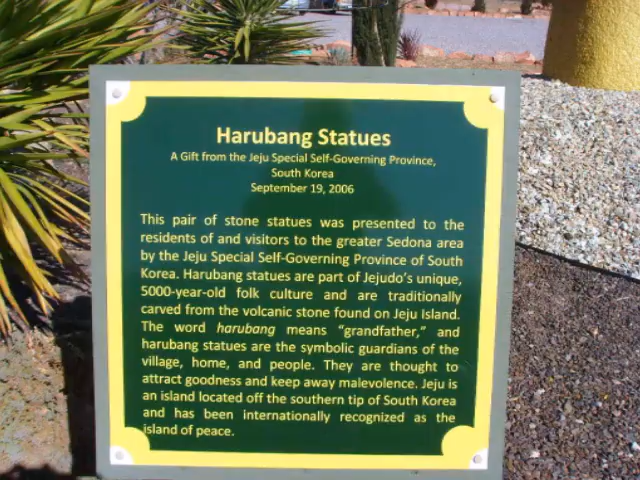 Harubang Statues
A Gift from the Jeju Special Self-Governing Province,
South Korea
September 19, 2006
This pair of stone statues was presented to the
residents of and visitors to the greater Sedona area
by the Jeju Special Self-Governing Province of South
Korea. Harubang statues are part of Jejudo's unique,
5000-year-old folk culture and are traditionally
carved from the volcanic stone found on Jeju Island.
The word harubang means "grandfather," and
harubang statues are the symbolic guardians of the
village, home, and people. They are thought to
attract goodness and keep away malevolence. Jeju is
an island located off the southern tip of South Korea
and has been internationally recognized as the
island of peace.